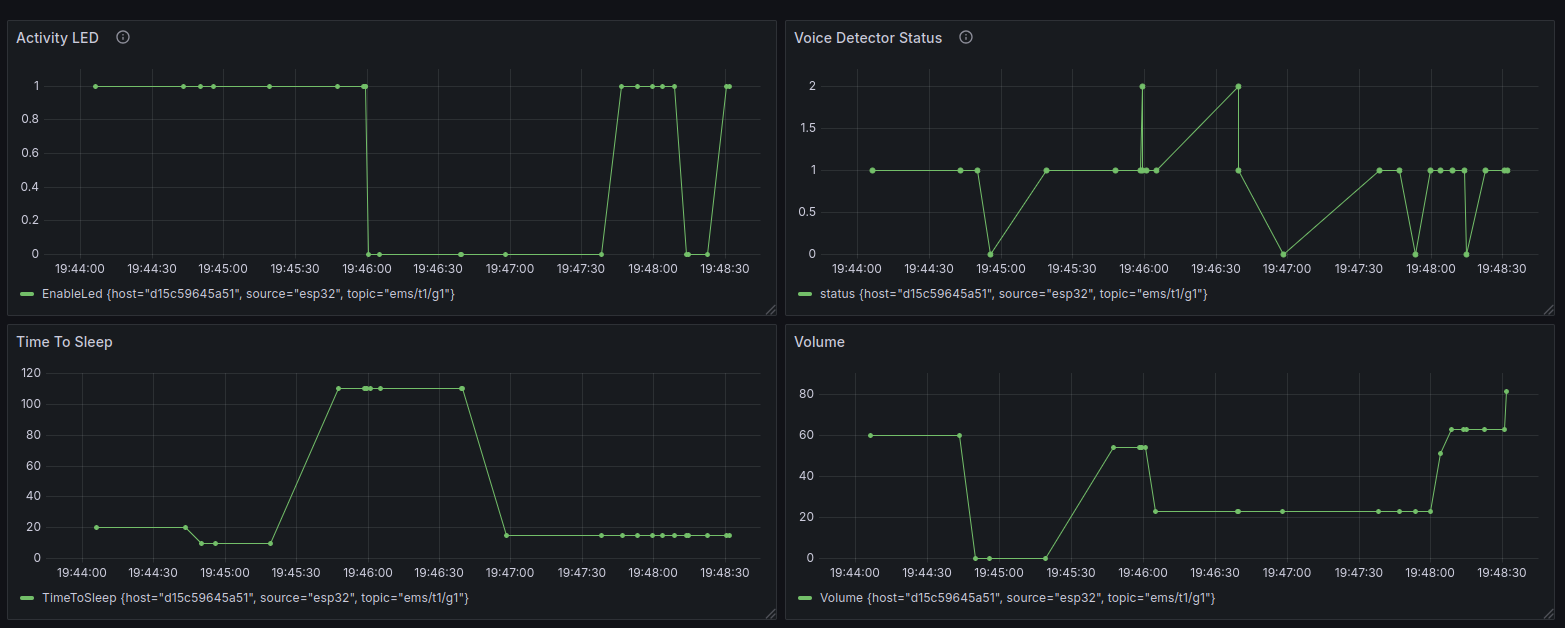 Activity LED
1
0.8
0.6
0.4
0.2
0
19:44:00 19:44:30 19:45:00 19:45:30 19:46:00 19:46:30 19:47:00 19:47:30 19:48:00 19:48:30
EnableLed {host="d15c59645a51", source="esp32", topic="ems/t1/g1"}
Voice Detector Status
2
1.5
1
0.5
0
19:44:00 19:44:30 19:45:00 19:45:30 19:46:00 19:46:30 19:47:00 19:47:30 19:48:00 19:48:30
status {host="d15c59645a51", source="esp32", topic="ems/t1/g1"}
Time To Sleep
120
100
80
60
40
20
0
19:44:00 19:44:30 19:45:00 19:45:30 19:46:00 19:46:30 19:47:00 19:47:30 19:48:00 19:48:30
TimeToSleep {host="d15c59645a51", source="esp32", topic="ems/t1/g1"}
Volume
80
60
40
20
0
19:44:00 19:44:30 19:45:00 19:45:30 19:46:00 19:46:30 19:47:00 19:47:30 19:48:00 19:48:30
Volume {host="d15c59645a51", source="esp32", topic="ems/t1/g1"}